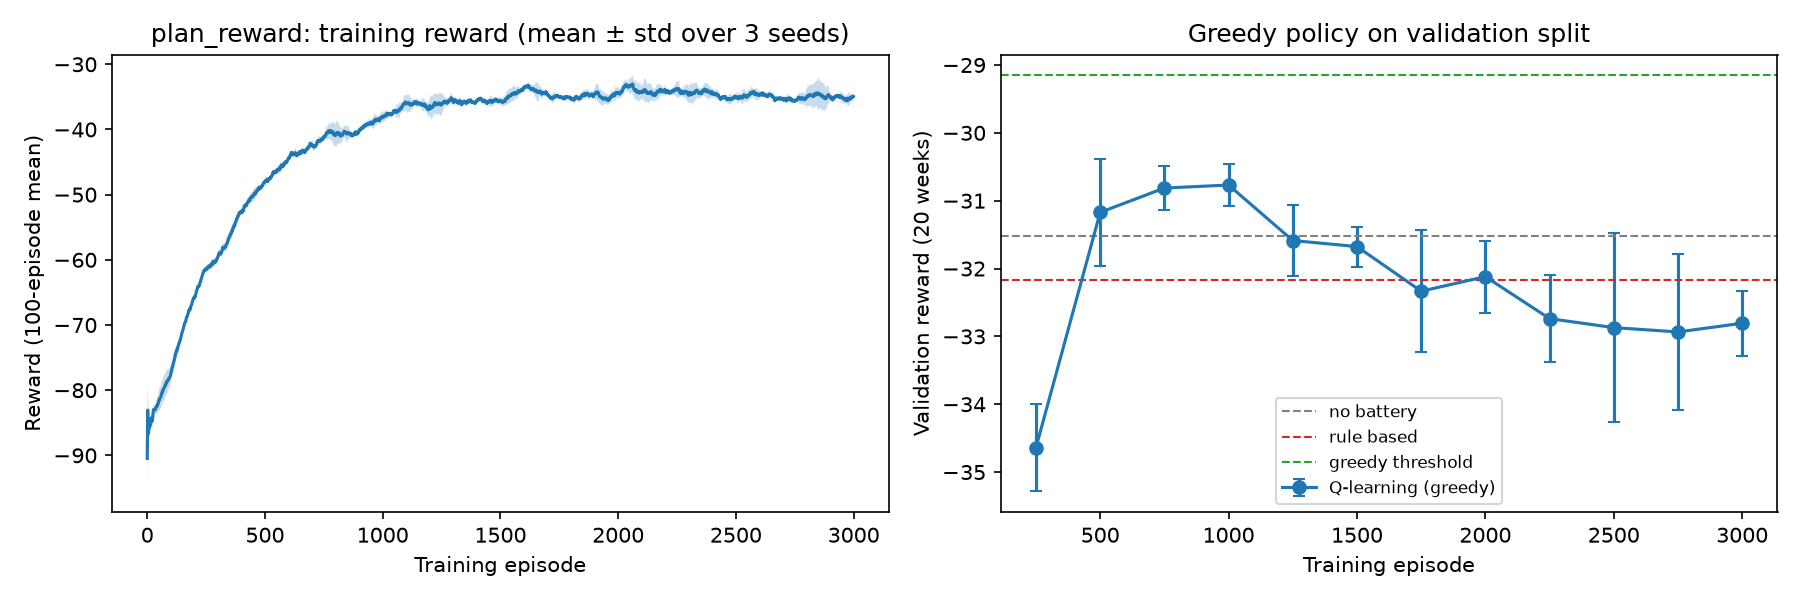 plan_reward: training reward (mean ± std over 3 seeds)
Reward (100-episode mean)
−30
−40
−50
−60
−70
−80
−90
0
500
1000
1500
2000
2500
3000
Training episode
Greedy policy on validation split
Validation reward (20 weeks)
−29
−30
−31
−32
−33
−34
−35
no battery
rule based
greedy threshold
Q-learning (greedy)
500
1000
1500
2000
2500
3000
Training episode